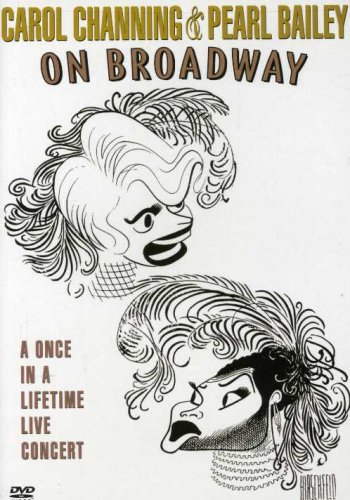 CAROL CHANNING & PEARL BAILEY
ON BROADWAY
A ONCE
IN A
LIFETIME
LIVE
CONCERT
DVD
HIRSCHFELD